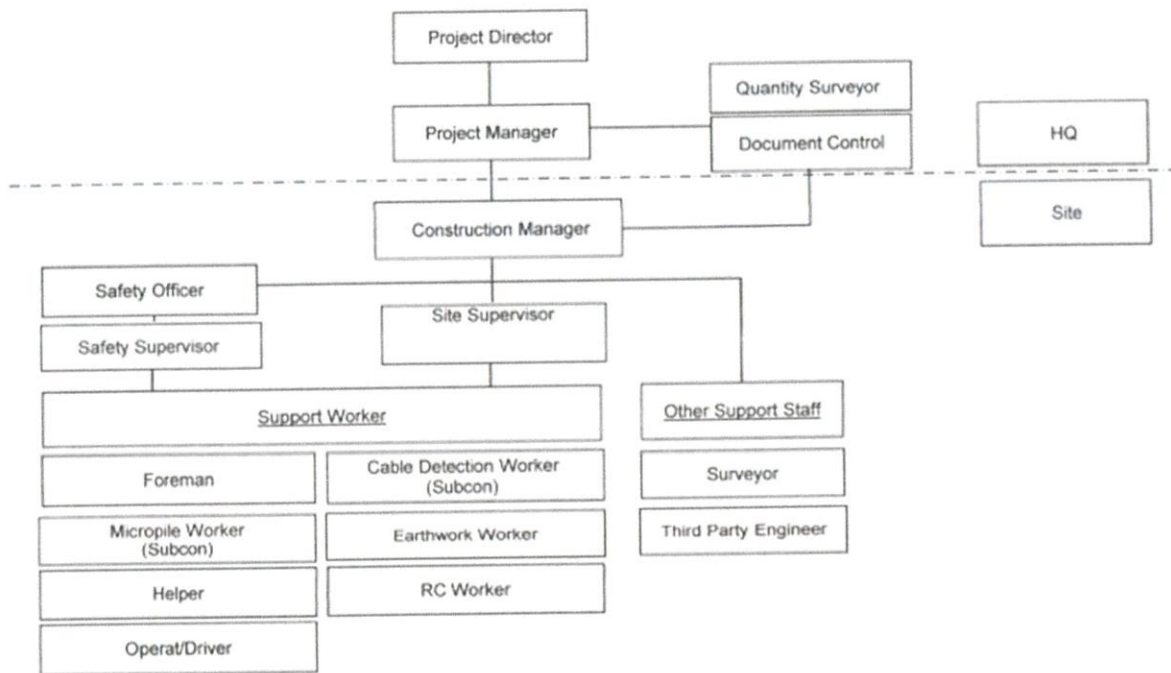 Project Director
Quantity Surveyor
Project Manager
Document Control
HQ
Construction Manager
Site
Safety Officer
Site Supervisor
Safety Supervisor
Support Worker
Other Support Staff
Foreman
Cable Detection Worker
(Subcon)
Surveyor
Micropile Worker
(Subcon)
Earthwork Worker
Third Party Engineer
Helper
RC Worker
Operat/Driver